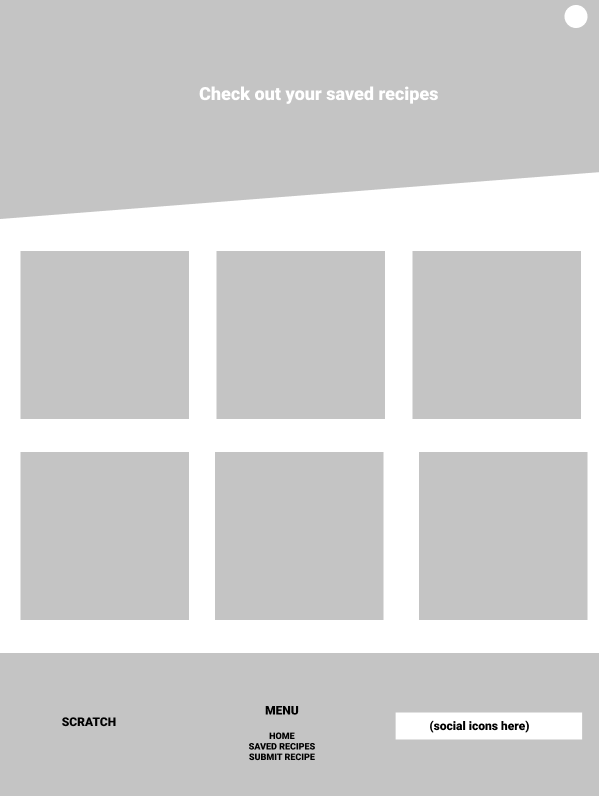 Check out your saved recipes
SCRATCH
MENU
HOME
SAVED RECIPES
SUBMIT RECIPE
(social icons here)